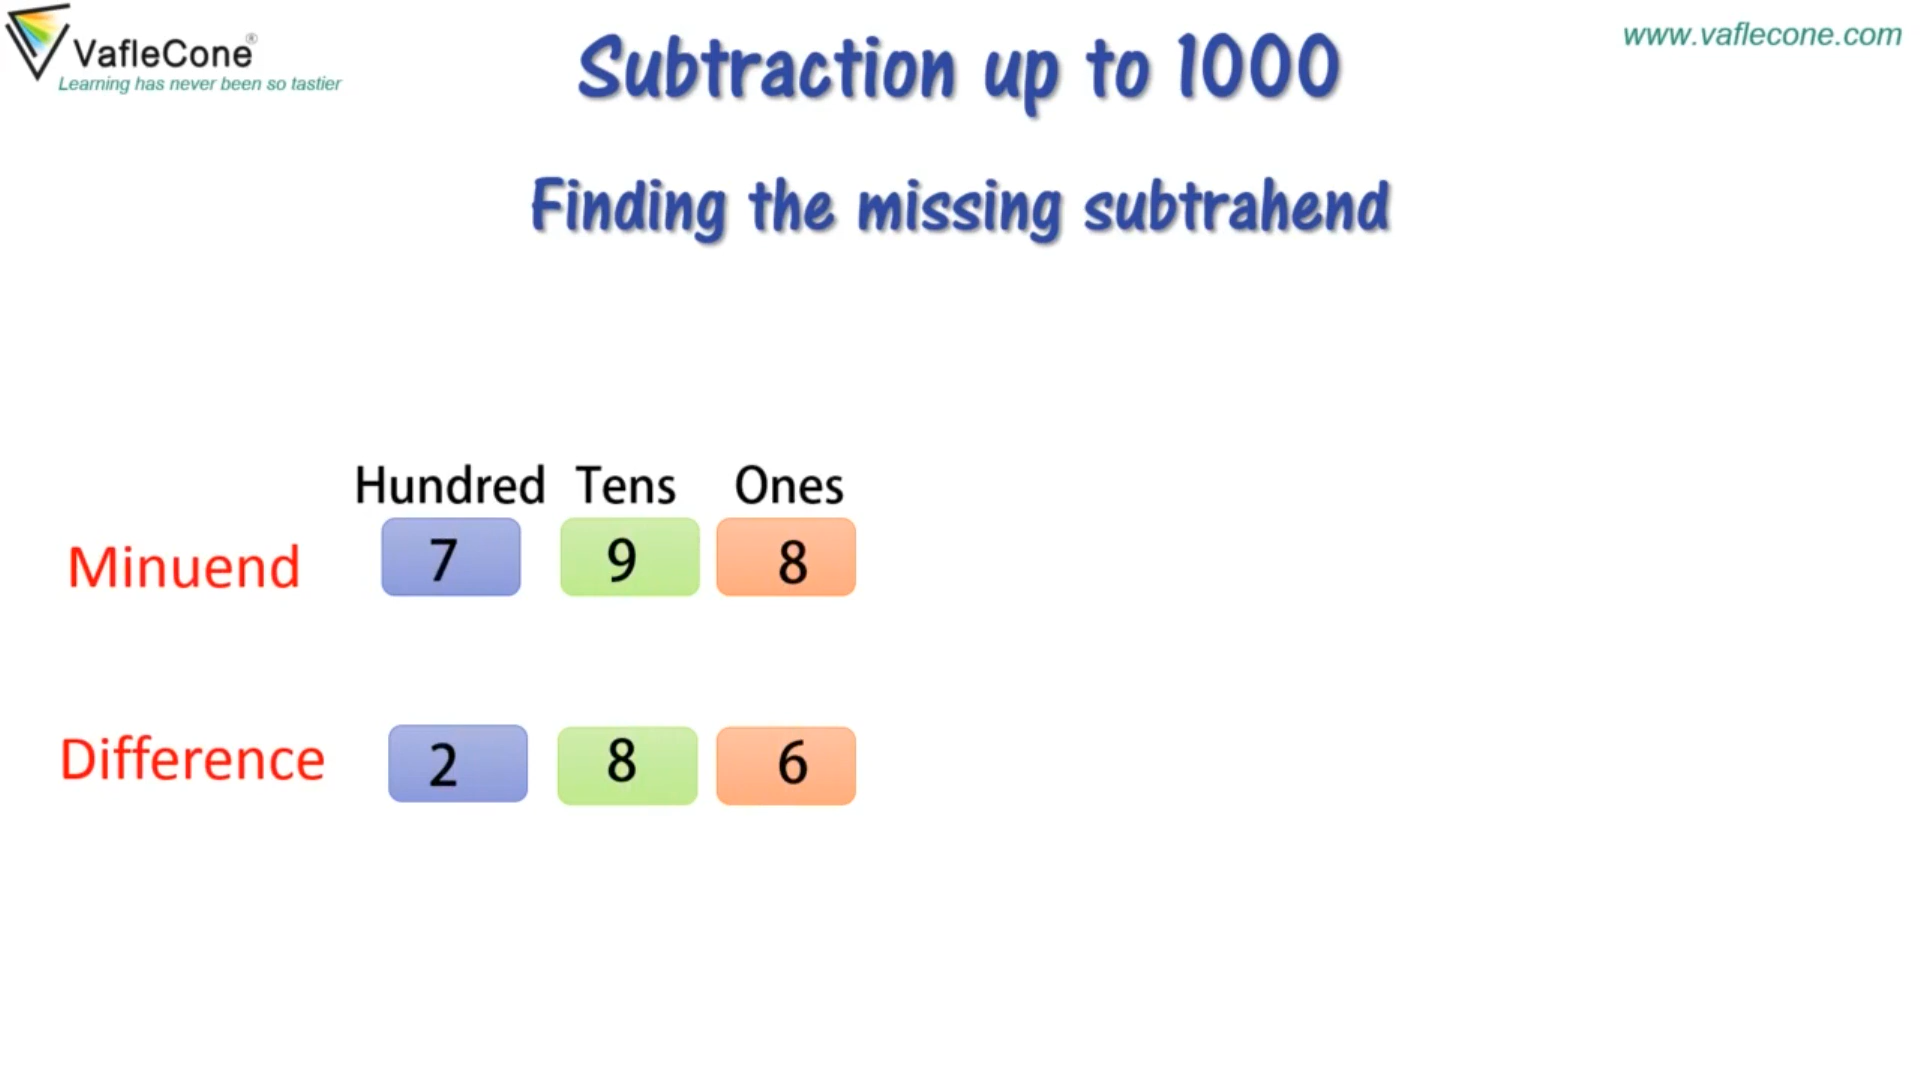 VafleCone®
Learning has never been so tastier
www.vaflecone.com
Subtraction up to 1000
Finding the missing subtrahend
Hundred Tens Ones
Minuend 7 9 8
Difference 2 8 6